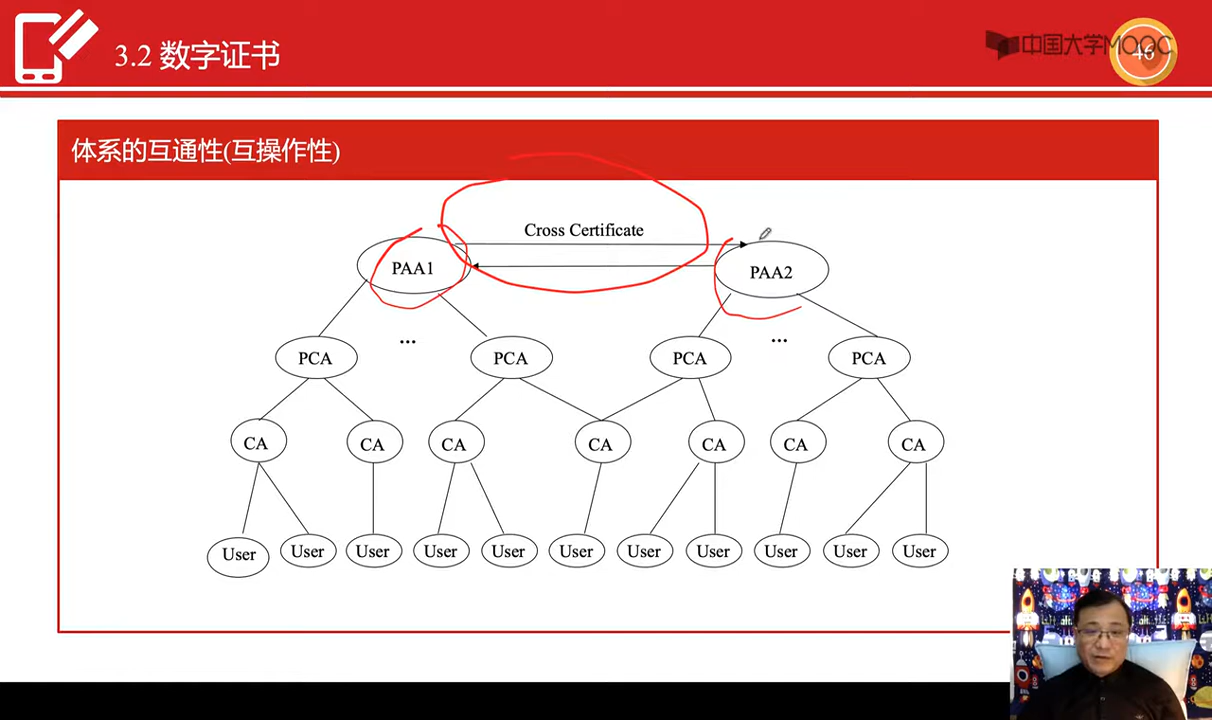 3.2 数字证书
中国大学MOOC
46
体系的互通性(互操作性)
Cross Certificate
PAA1
PAA2
...
...
PCA
PCA
PCA
PCA
CA
CA
CA
CA
CA
CA
CA
User
User
User
User
User
User
User
User
User
User
User